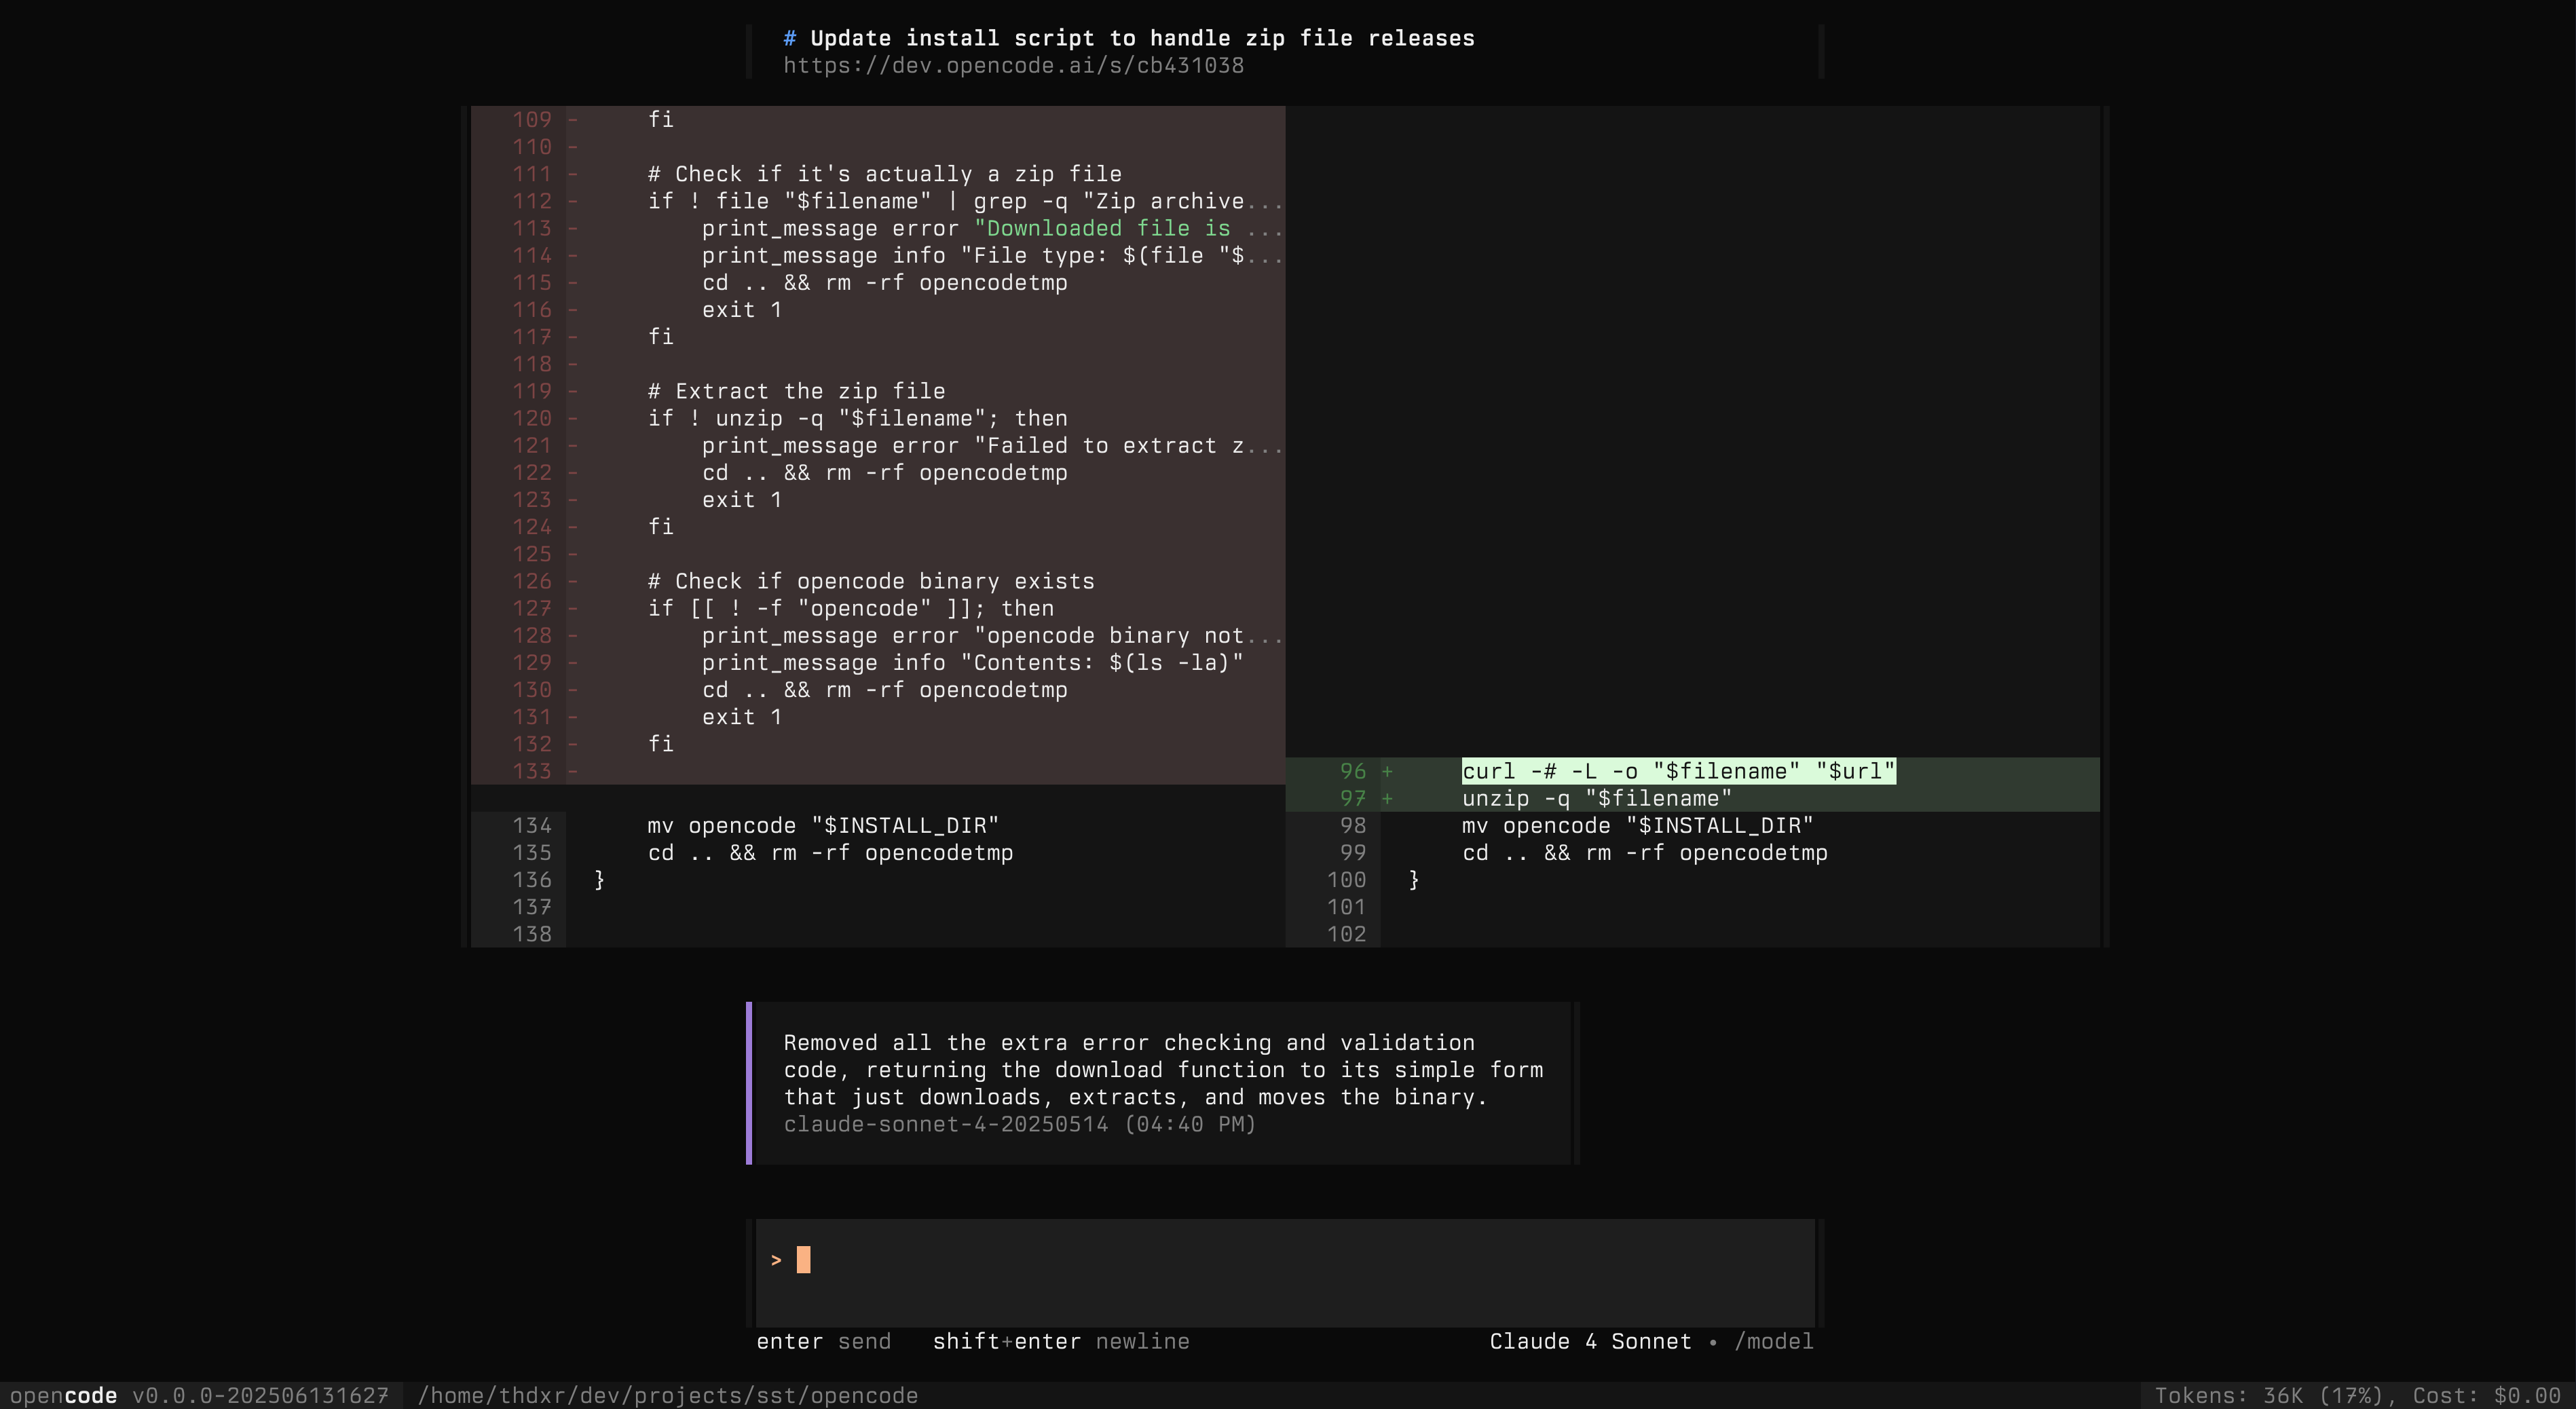 # Update install script to handle zip file releases
https://dev.opencode.ai/s/cb431038
109 - fi
110 -
111 - # Check if it's actually a zip file
112 - if ! file "$filename" | grep -q "Zip archive...
113 - print_message error "Downloaded file is ...
114 - print_message info "File type: $(file "$...
115 - cd .. && rm -rf opencodetmp
116 - exit 1
117 - fi
118 -
119 - # Extract the zip file
120 - if ! unzip -q "$filename"; then
121 - print_message error "Failed to extract z...
122 - cd .. && rm -rf opencodetmp
123 - exit 1
124 - fi
125 -
126 - # Check if opencode binary exists
127 - if [[ ! -f "opencode" ]]; then
128 - print_message error "opencode binary not...
129 - print_message info "Contents: $(ls -la)"
130 - cd .. && rm -rf opencodetmp
131 - exit 1
132 - fi
133 -
134 mv opencode "$INSTALL_DIR"
135 cd .. && rm -rf opencodetmp
136 }
137
138
96 + curl -# -L -o "$filename" "$url"
97 + unzip -q "$filename"
98 mv opencode "$INSTALL_DIR"
99 cd .. && rm -rf opencodetmp
100 }
101
102
Removed all the extra error checking and validation
code, returning the download function to its simple form
that just downloads, extracts, and moves the binary.
claude-sonnet-4-20250514 (04:40 PM)
>
enter send shift+enter newline Claude 4 Sonnet • /model
opencode v0.0.0-202506131627 /home/thdxr/dev/projects/sst/opencode Tokens: 36K (17%), Cost: $0.00